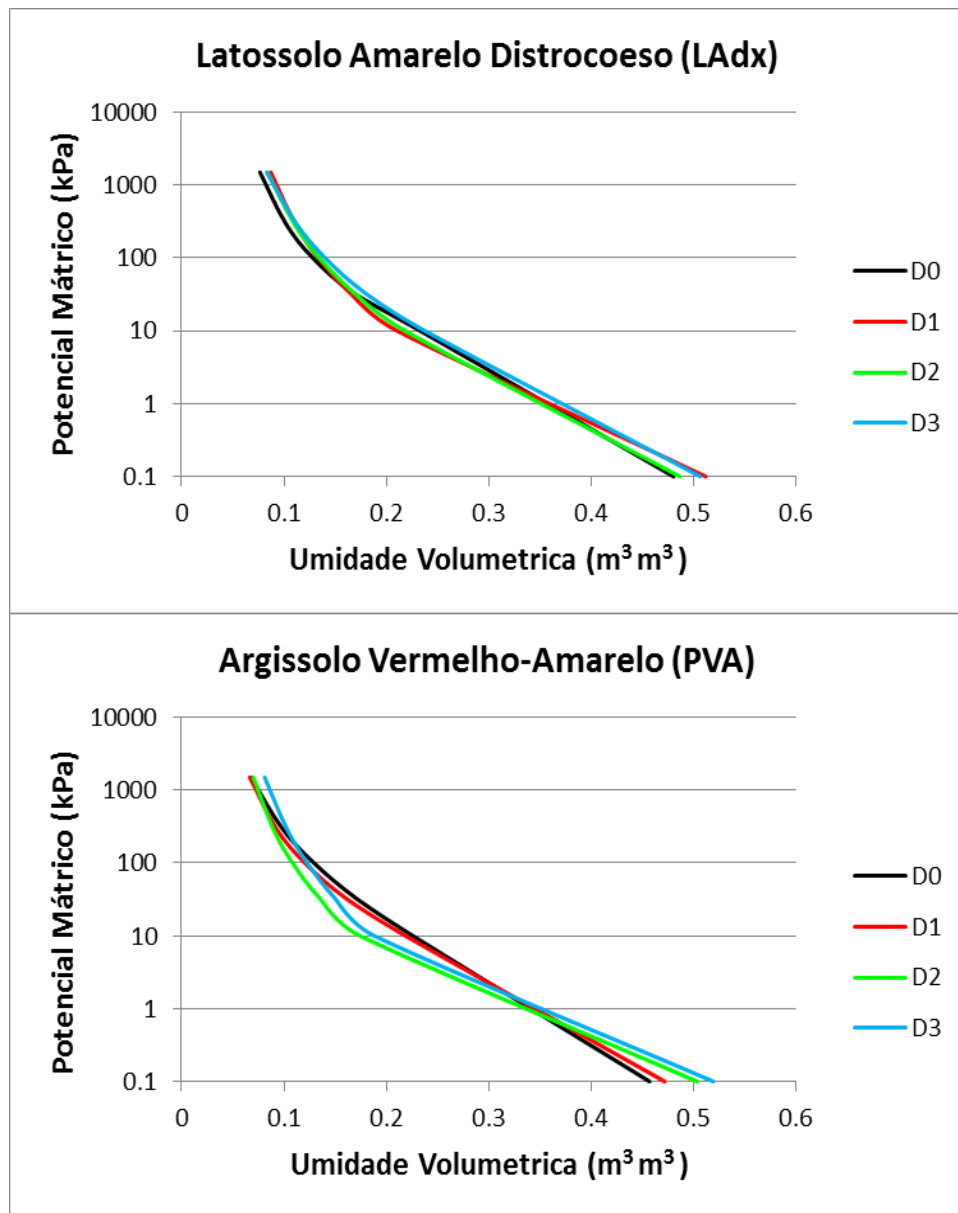 Latossolo Amarelo Distrocoeso (LAdx)
Potencial Mátrico (kPa)
10000
1000
100
10
1
0.1
0 0.1 0.2 0.3 0.4 0.5 0.6
Umidade Volumetrica (m³ m³ )
D0
D1
D2
D3
Argissolo Vermelho-Amarelo (PVA)
Potencial Mátrico (kPa)
10000
1000
100
10
1
0.1
0 0.1 0.2 0.3 0.4 0.5 0.6
Umidade Volumetrica (m³ m³ )
D0
D1
D2
D3